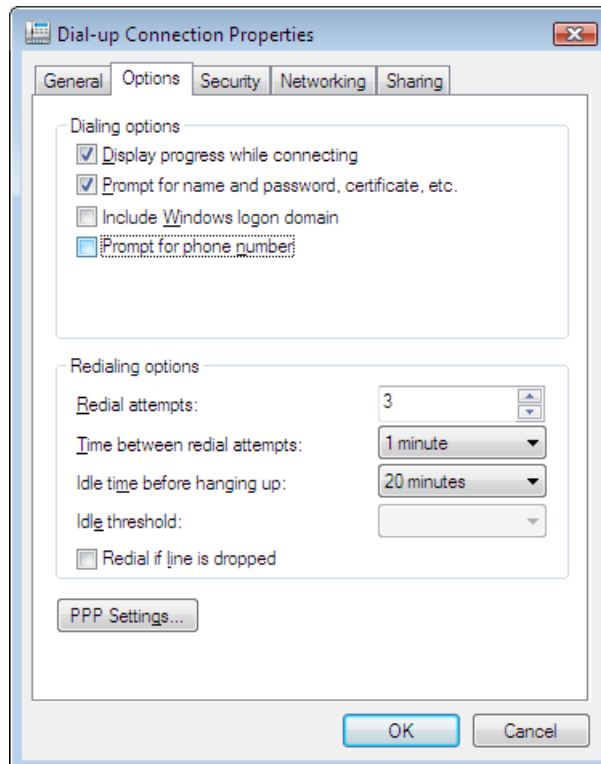 Dial-up Connection Properties
General Options Security Networking Sharing
Dialing options
Display progress while connecting
Prompt for name and password, certificate, etc.
Include Windows logon domain
Prompt for phone number
Redialing options
Redial attempts: 3
Time between redial attempts: 1 minute
Idle time before hanging up: 20 minutes
Idle threshold:
Redial if line is dropped
PPP Settings...
OK Cancel